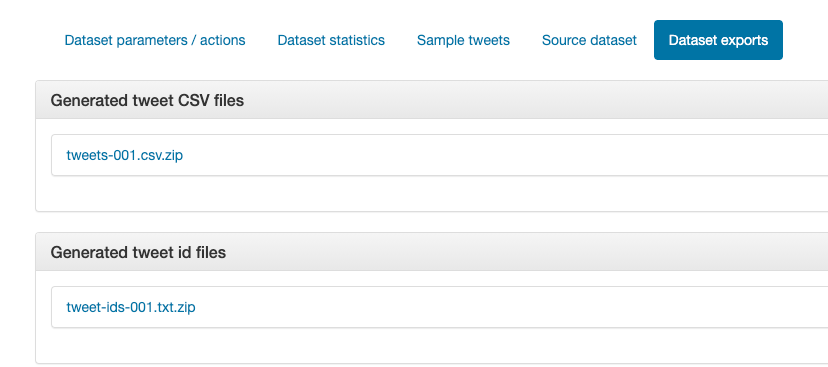 Dataset parameters / actions Dataset statistics Sample tweets Source dataset Dataset exports
Generated tweet CSV files
tweets-001.csv.zip
Generated tweet id files
tweet-ids-001.txt.zip